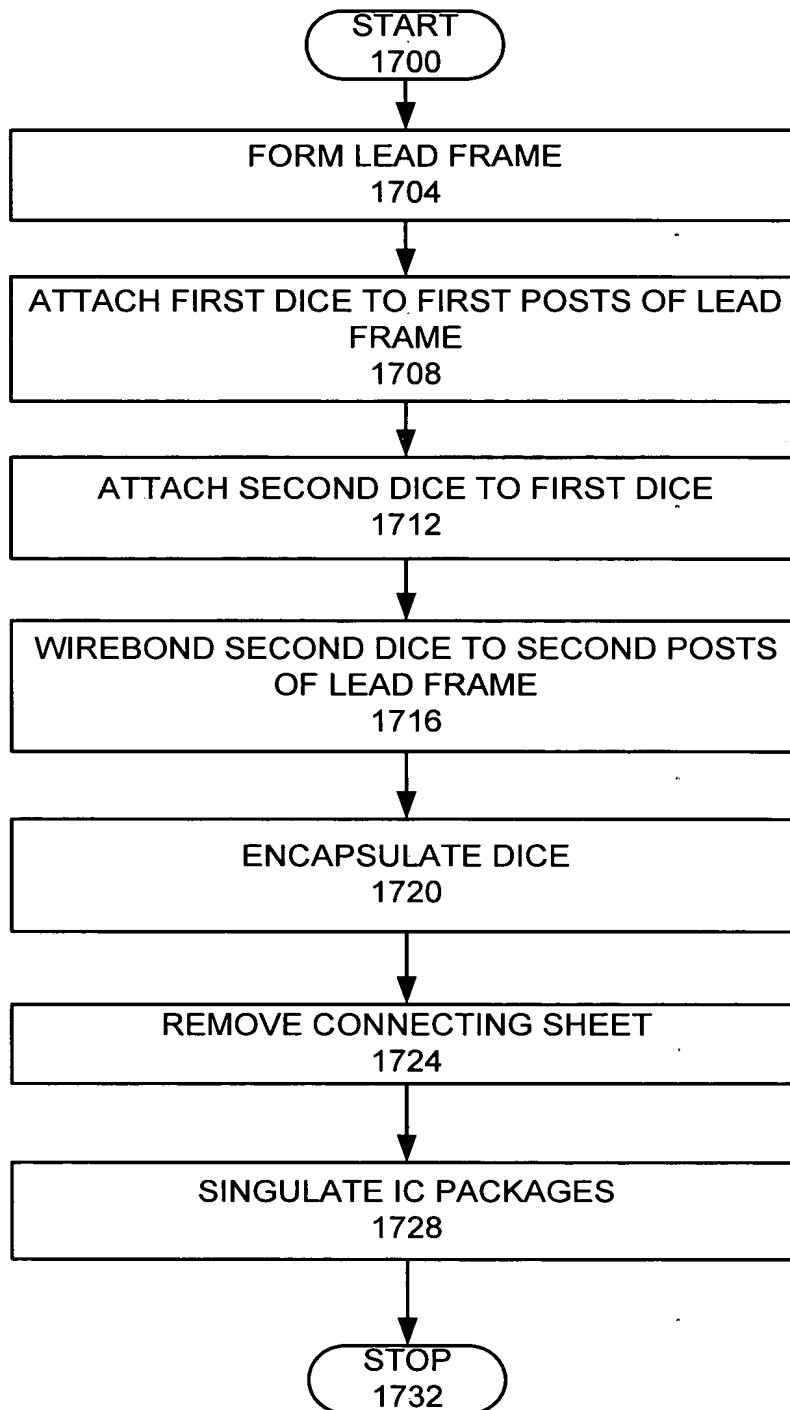 START
1700
FORM LEAD FRAME
1704
ATTACH FIRST DICE TO FIRST POSTS OF LEAD
FRAME
1708
ATTACH SECOND DICE TO FIRST DICE
1712
WIREBOND SECOND DICE TO SECOND POSTS
OF LEAD FRAME
1716
ENCAPSULATE DICE
1720
REMOVE CONNECTING SHEET
1724
SINGULATE IC PACKAGES
1728
STOP
1732